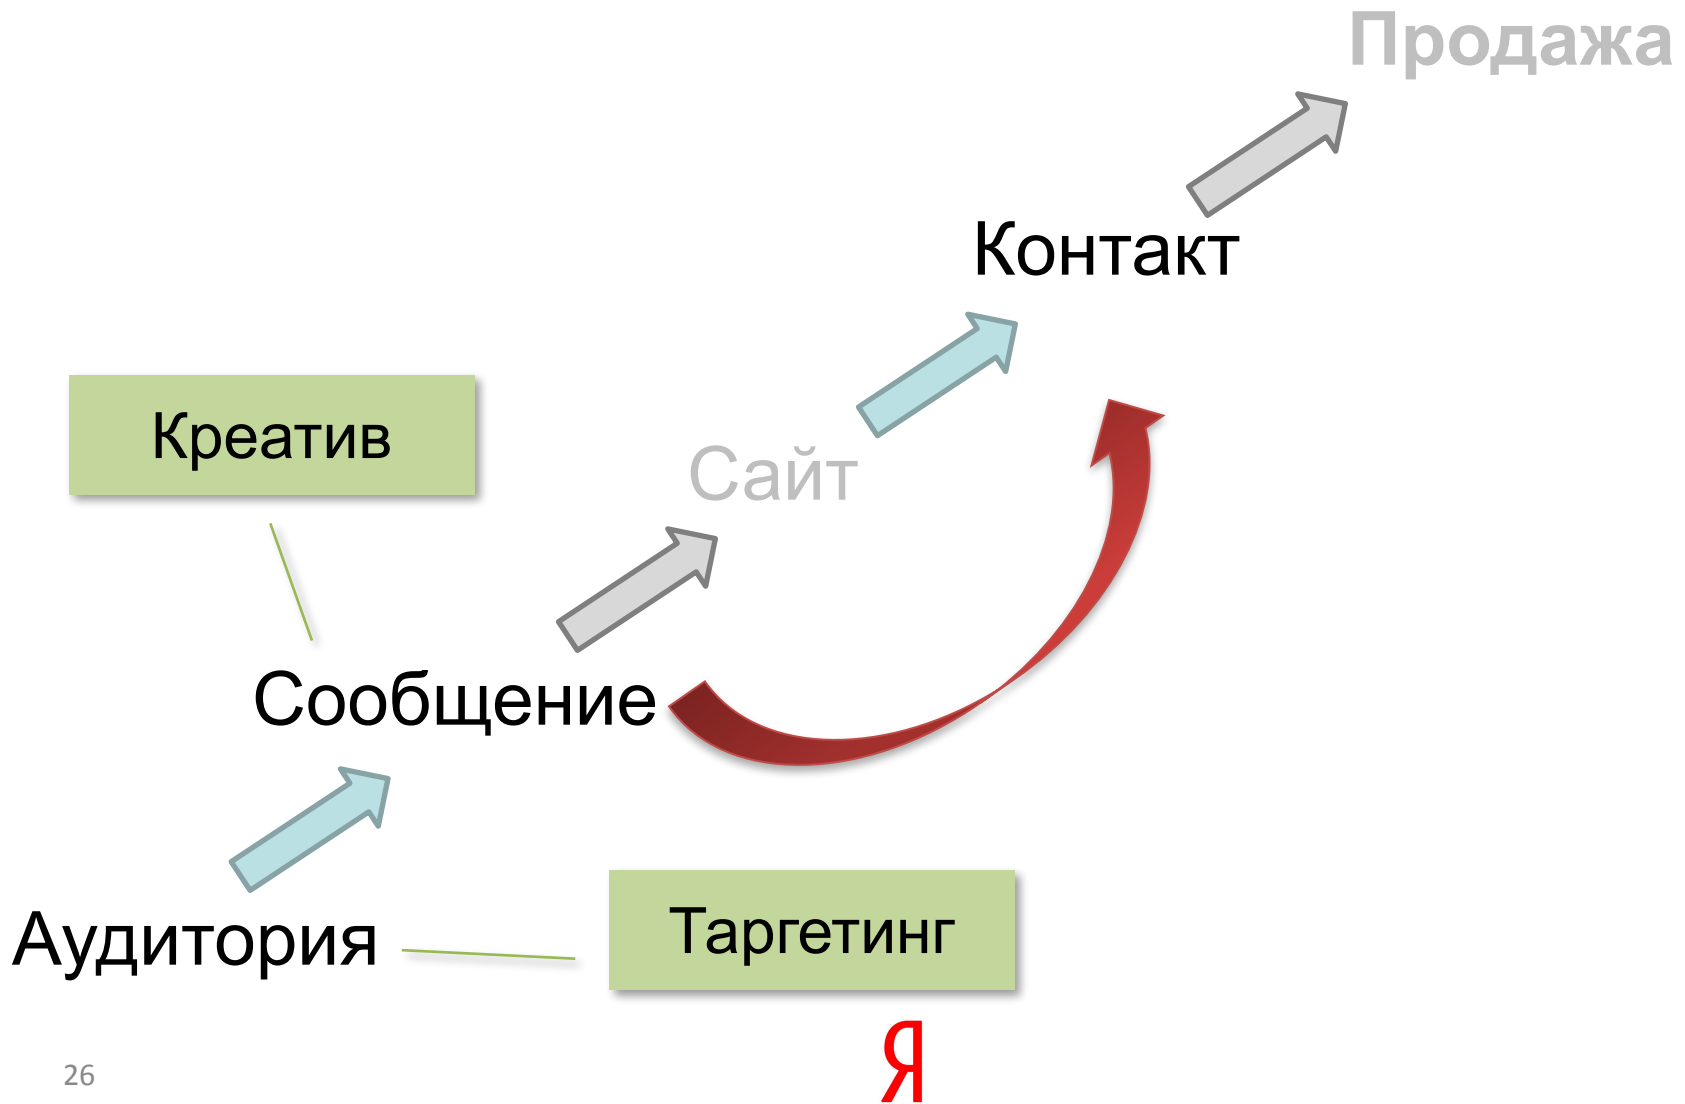 Продажа
Контакт
Креатив
Сайт
Сообщение
Аудитория
Таргетинг
Я
26